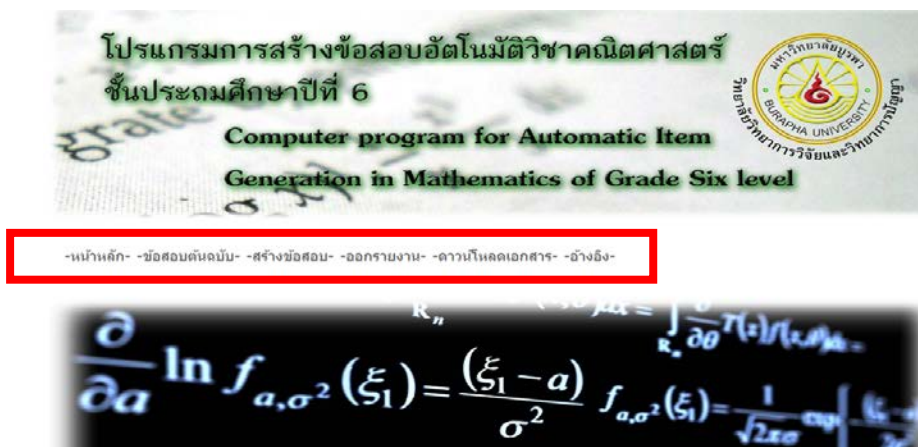 โปรแกรมการสร้างข้อสอบอัตโนมัติวิชาคณิตศาสตร์
ชั้นประถมศึกษาปีที่ 6
Computer program for Automatic Item
Generation in Mathematics of Grade Six level
มหาวิทยาลัยบูรพา
BURAPHA UNIVERSITY
วิทยาลัยวิทยาการวิจัยและวิทยาการปัญญา
grate
-หน้าหลัก- -ข้อสอบต้นฉบับ- -สร้างข้อสอบ- -ออกรายงาน- -ดาวน์โหลดเอกสาร- -อ้างอิง-
∂/∂a ln f a,σ² (ξ₁) = (ξ₁ − a)/σ² f a,σ² (ξ₁) = 1/√2πσ